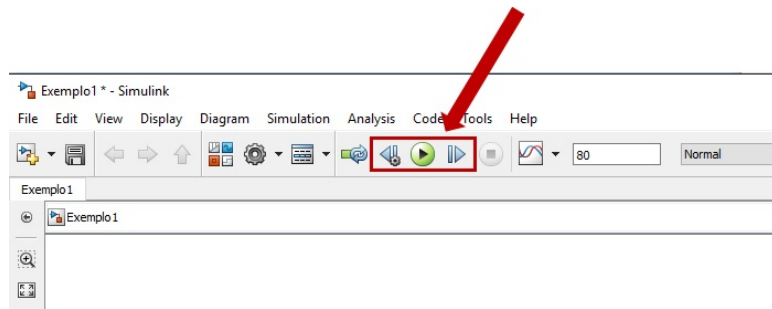 Exemplo1 * - Simulink
File Edit View Display Diagram Simulation Analysis Code Tools Help
80 Normal
Exemplo1
Exemplo1